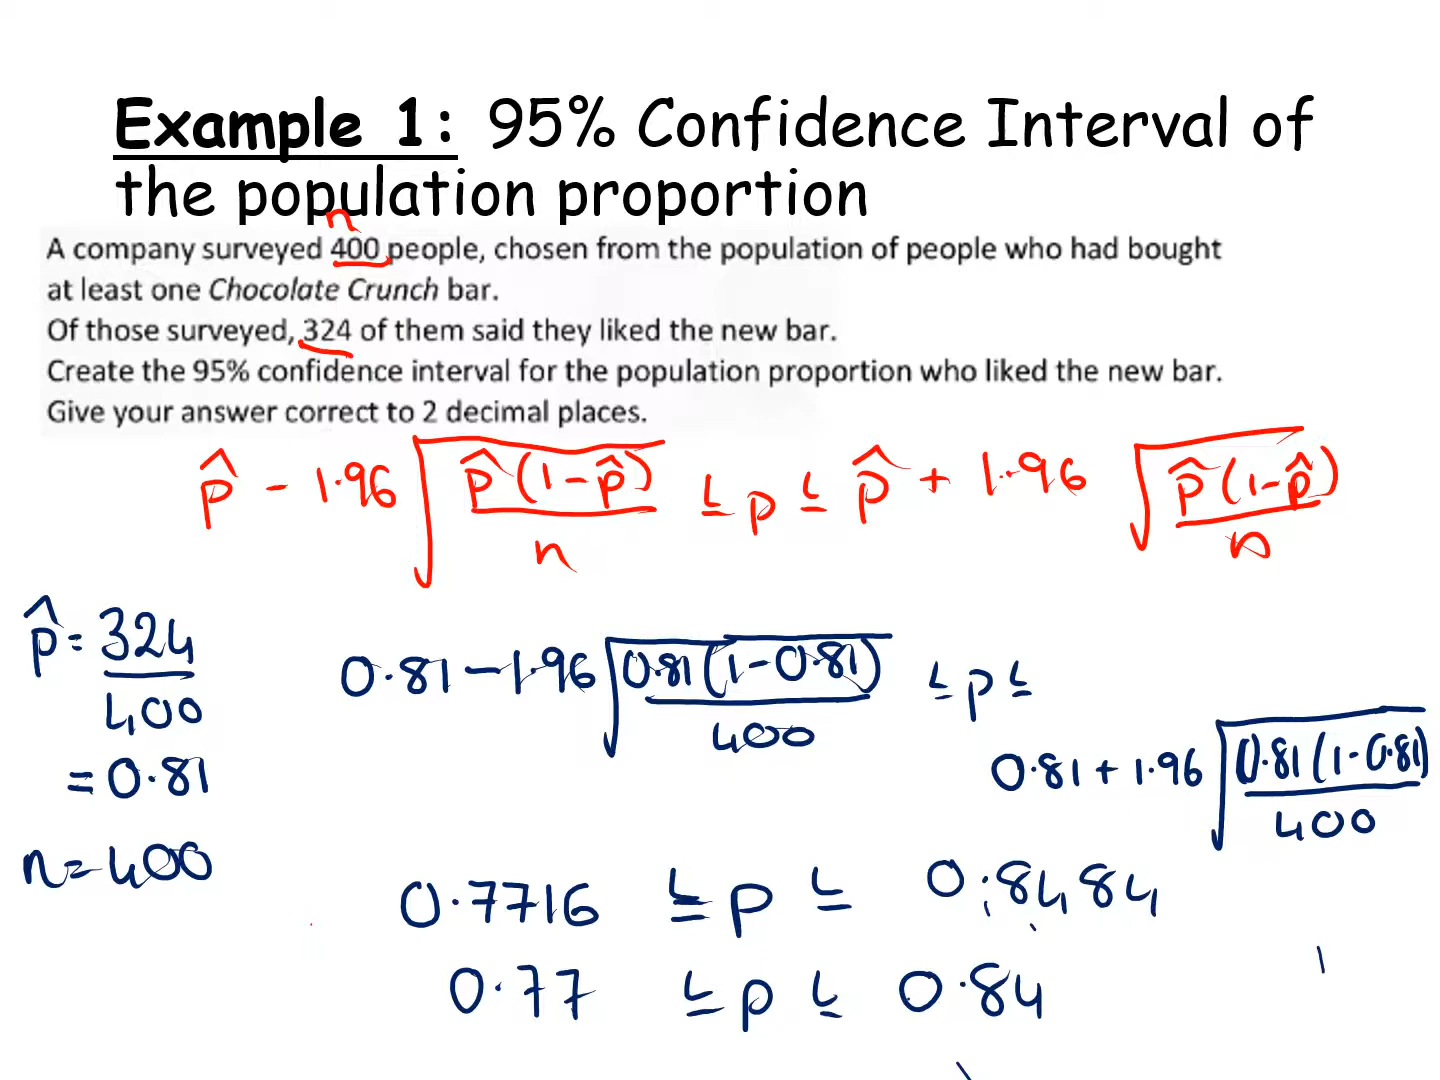 Example 1: 95% Confidence Interval of
the population proportion
n
A company surveyed 400 people, chosen from the population of people who had bought
at least one Chocolate Crunch bar.
Of those surveyed, 324 of them said they liked the new bar.
Create the 95% confidence interval for the population proportion who liked the new bar.
Give your answer correct to 2 decimal places.
p̂ - 1.96 √(p̂(1-p̂)/n) ≤ p ≤ p̂ + 1.96 √(p̂(1-p̂)/n)
p̂ = 324/400
= 0.81
n = 400
0.81 - 1.96 √(0.81(1-0.81)/400) ≤ p ≤
0.81 + 1.96 √(0.81(1-0.81)/400)
0.7716 ≤ p ≤ 0.8484
0.77 ≤ p ≤ 0.84